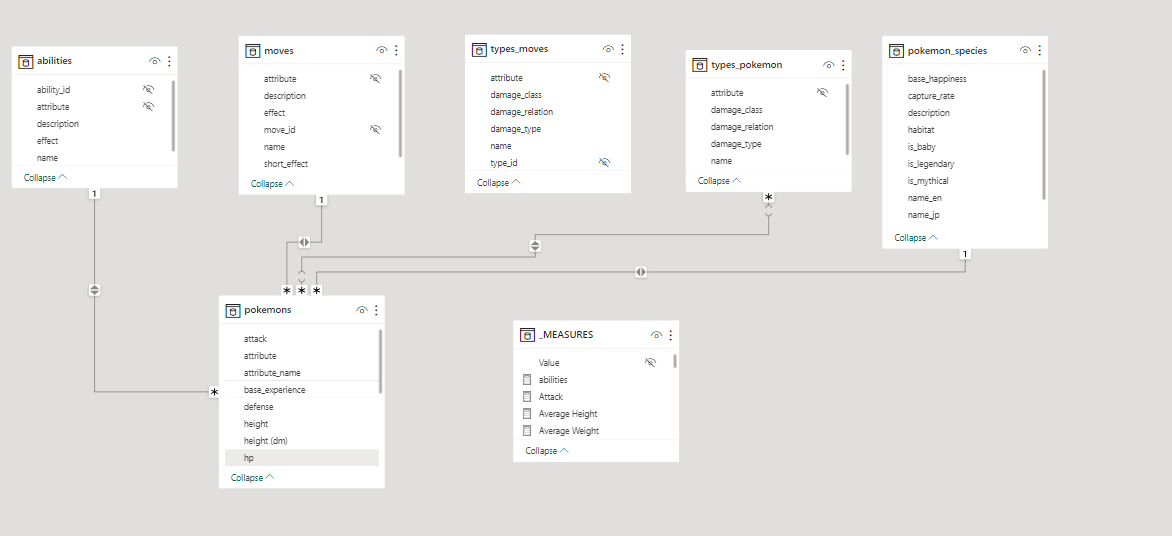 abilities
ability_id
attribute
description
effect
name
Collapse
1
moves
attribute
description
effect
move_id
name
short_effect
Collapse
1
types_moves
attribute
damage_class
damage_relation
damage_type
name
type_id
Collapse
types_pokemon
attribute
damage_class
damage_relation
damage_type
name
Collapse
*
pokemon_species
base_happiness
capture_rate
description
habitat
is_baby
is_legendary
is_mythical
name_en
name_jp
Collapse
1
* * *
*
pokemons
attack
attribute
attribute_name
base_experience
defense
height
height (dm)
hp
Collapse
_MEASURES
Value
abilities
Attack
Average Height
Average Weight
Collapse